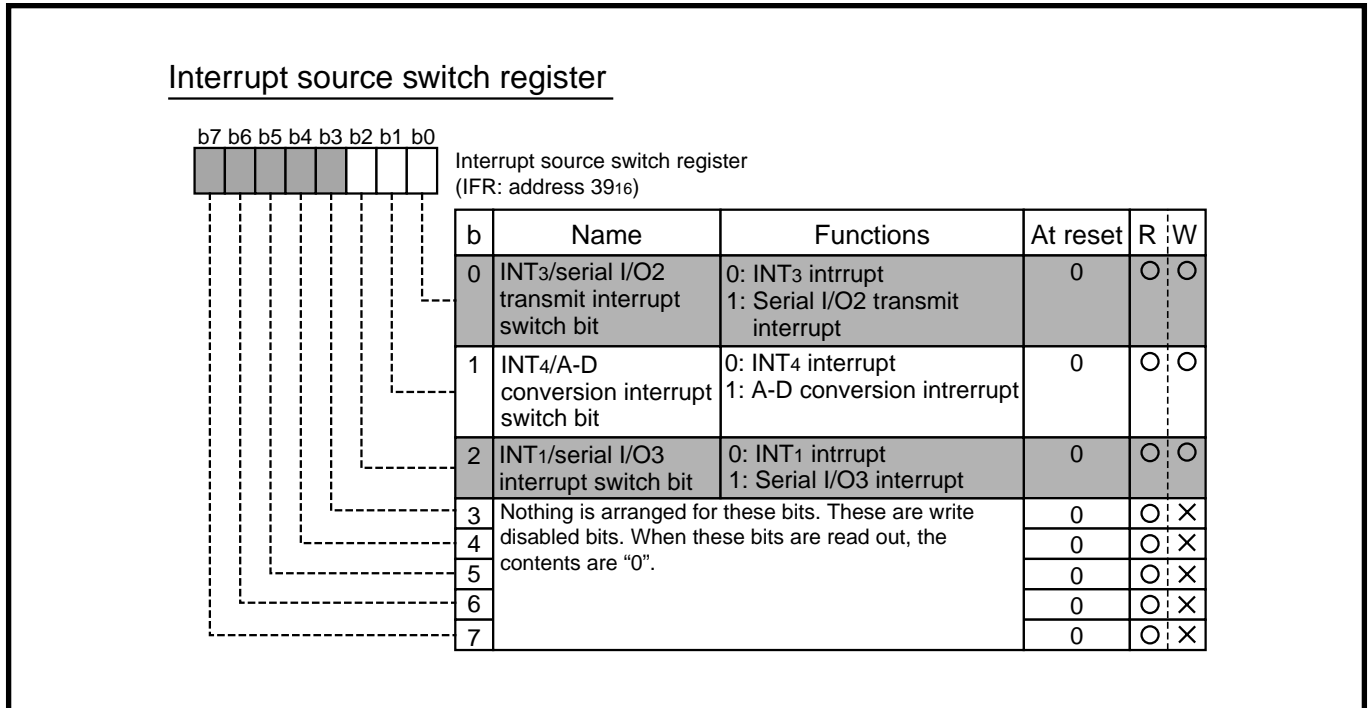 Interrupt source switch register
b7 b6 b5 b4 b3 b2 b1 b0
Interrupt source switch register
(IFR: address 3916)
b Name Functions At reset R W
0 INT3/serial I/O2 0: INT3 intrrupt 0 O O
transmit interrupt 1: Serial I/O2 transmit
switch bit interrupt
1 INT4/A-D 0: INT4 interrupt 0 O O
conversion interrupt 1: A-D conversion intrerrupt
switch bit
2 INT1/serial I/O3 0: INT1 intrrupt 0 O O
interrupt switch bit 1: Serial I/O3 interrupt
3 Nothing is arranged for these bits. These are write 0 O ×
4 disabled bits. When these bits are read out, the 0 O ×
5 contents are “0”. 0 O ×
6 0 O ×
7 0 O ×